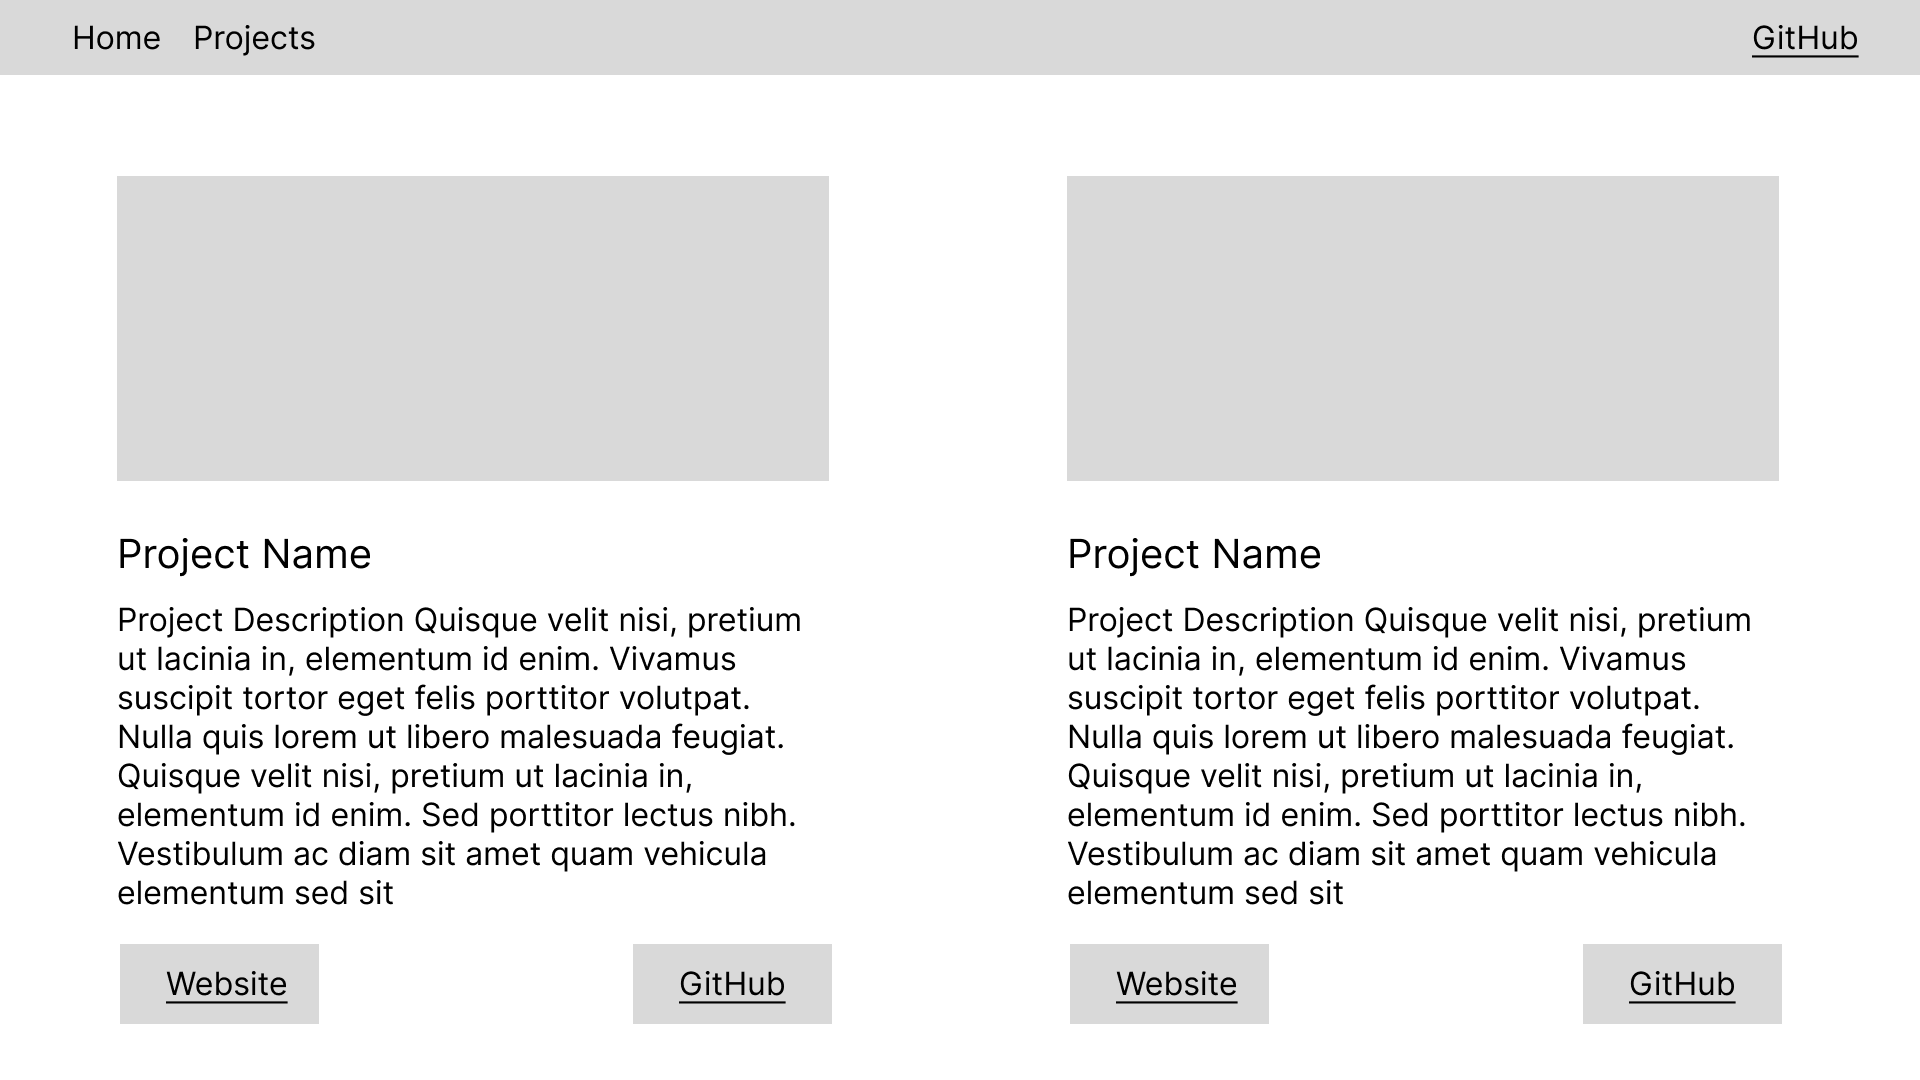 Home Projects GitHub
Project Name
Project Description Quisque velit nisi, pretium
ut lacinia in, elementum id enim. Vivamus
suscipit tortor eget felis porttitor volutpat.
Nulla quis lorem ut libero malesuada feugiat.
Quisque velit nisi, pretium ut lacinia in,
elementum id enim. Sed porttitor lectus nibh.
Vestibulum ac diam sit amet quam vehicula
elementum sed sit
Website GitHub
Project Name
Project Description Quisque velit nisi, pretium
ut lacinia in, elementum id enim. Vivamus
suscipit tortor eget felis porttitor volutpat.
Nulla quis lorem ut libero malesuada feugiat.
Quisque velit nisi, pretium ut lacinia in,
elementum id enim. Sed porttitor lectus nibh.
Vestibulum ac diam sit amet quam vehicula
elementum sed sit
Website GitHub